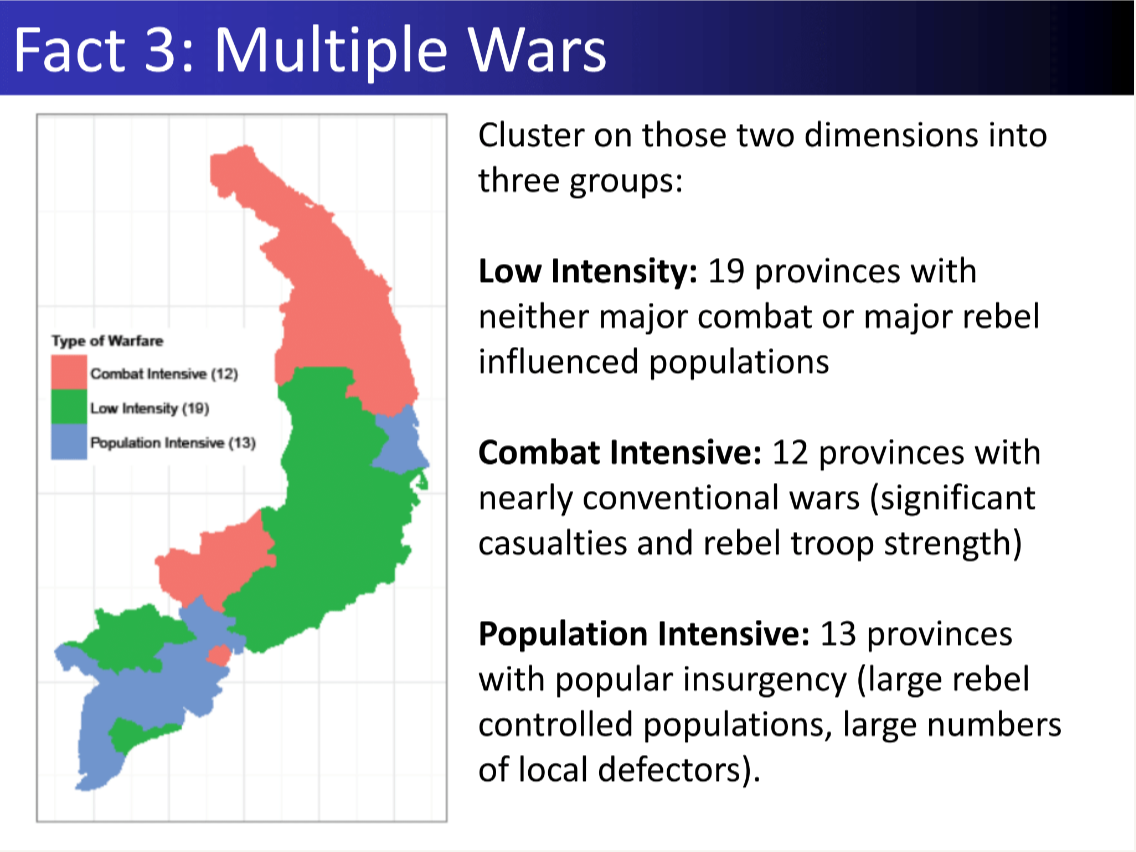 Fact 3: Multiple Wars
Type of Warfare
Combat Intensive (12)
Low Intensity (19)
Population Intensive (13)
Cluster on those two dimensions into
three groups:
Low Intensity: 19 provinces with
neither major combat or major rebel
influenced populations
Combat Intensive: 12 provinces with
nearly conventional wars (significant
casualties and rebel troop strength)
Population Intensive: 13 provinces
with popular insurgency (large rebel
controlled populations, large numbers
of local defectors).